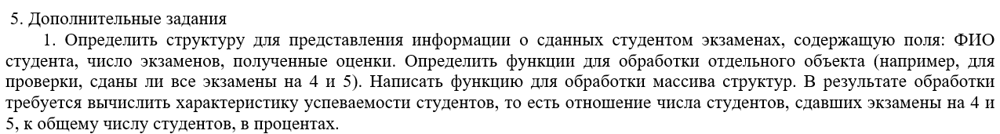 5. Дополнительные задания
1. Определить структуру для представления информации о сданных студентом экзаменах, содержащую поля: ФИО
студента, число экзаменов, полученные оценки. Определить функции для обработки отдельного объекта (например, для
проверки, сданы ли все экзамены на 4 и 5). Написать функцию для обработки массива структур. В результате обработки
требуется вычислить характеристику успеваемости студентов, то есть отношение числа студентов, сдавших экзамены на 4 и
5, к общему числу студентов, в процентах.